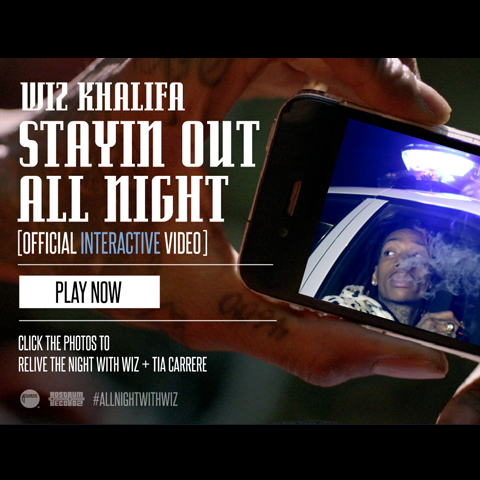 WIZ KHALIFA
STAYIN OUT
ALL NIGHT
[OFFICIAL INTERACTIVE VIDEO]
PLAY NOW
CLICK THE PHOTOS TO
RELIVE THE NIGHT WITH WIZ + TIA CARRERE
ROSTRUM
RECORDS
#ALLNIGHTWITHWIZ